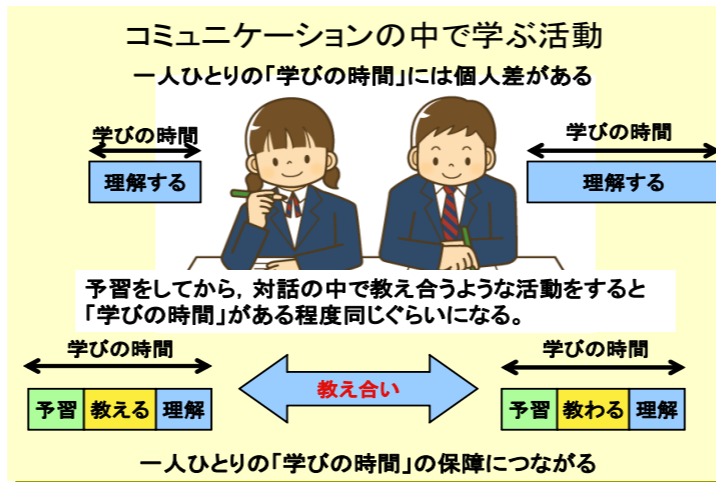 コミュニケーションの中で学ぶ活動
一人ひとりの「学びの時間」には個人差がある
学びの時間
理解する
学びの時間
理解する
予習をしてから，対話の中で教え合うような活動をすると
「学びの時間」がある程度同じぐらいになる。
学びの時間
予習 教える 理解
教え合い
学びの時間
予習 教わる 理解
一人ひとりの「学びの時間」の保障につながる